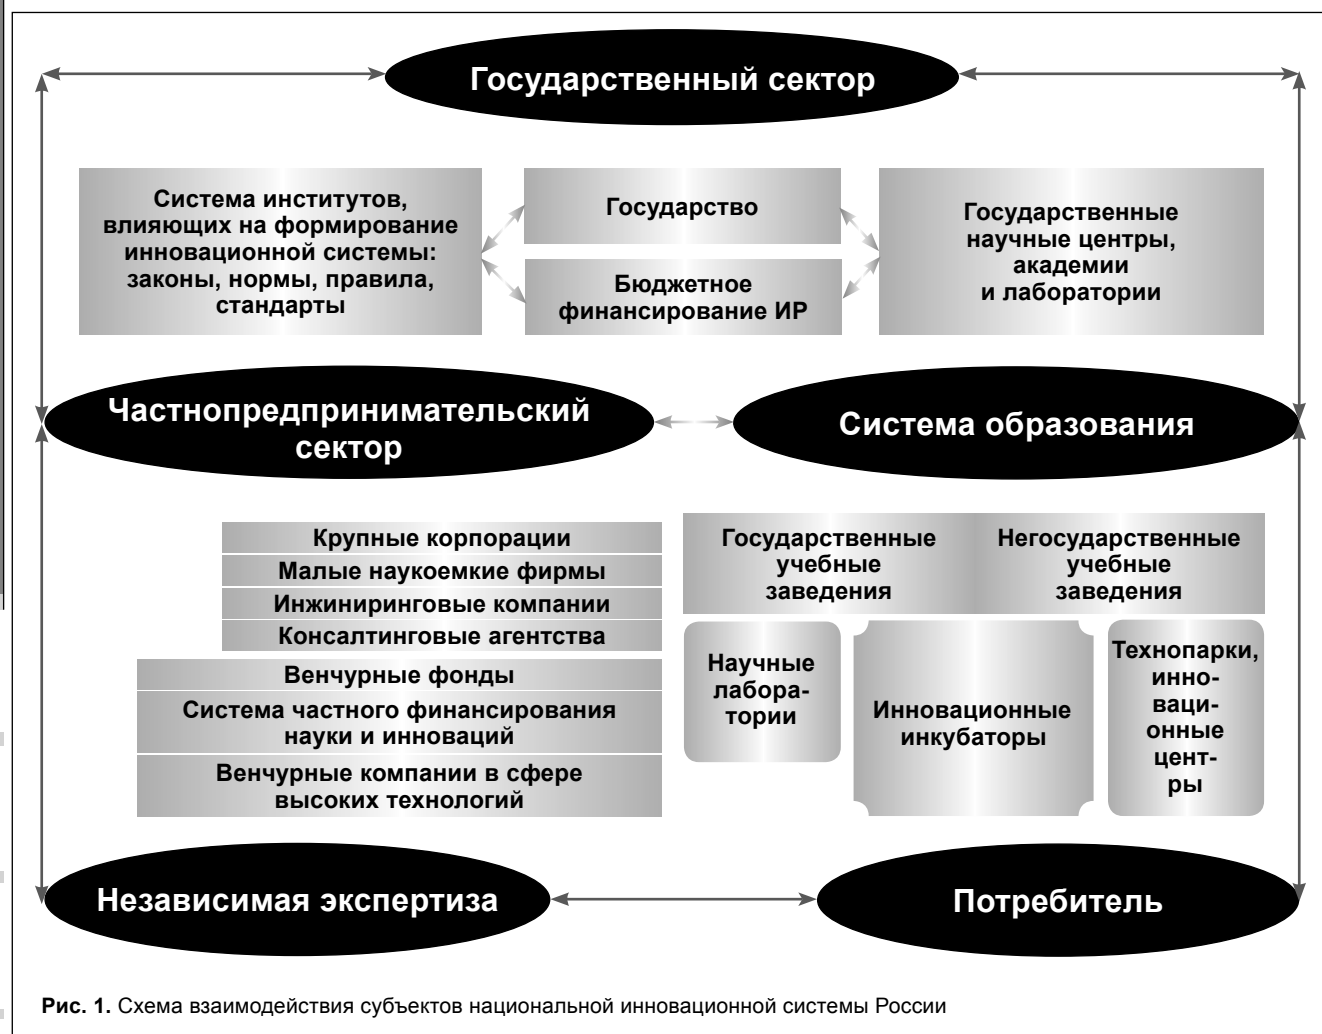 Государственный сектор
Система институтов,
влияющих на формирование
инновационной системы:
законы, нормы, правила,
стандарты
Государство
Бюджетное
финансирование ИР
Государственные
научные центры,
академии
и лаборатории
Частнопредпринимательский
сектор
Система образования
Крупные корпорации
Малые наукоемкие фирмы
Инжиниринговые компании
Консалтинговые агентства
Венчурные фонды
Система частного финансирования
науки и инноваций
Венчурные компании в сфере
высоких технологий
Государственные
учебные
заведения
Негосударственные
учебные
заведения
Научные
лабора-
тории
Инновационные
инкубаторы
Технопарки,
инно-
ваци-
онные
цент-
ры
Независимая экспертиза
Потребитель
Рис. 1. Схема взаимодействия субъектов национальной инновационной системы России